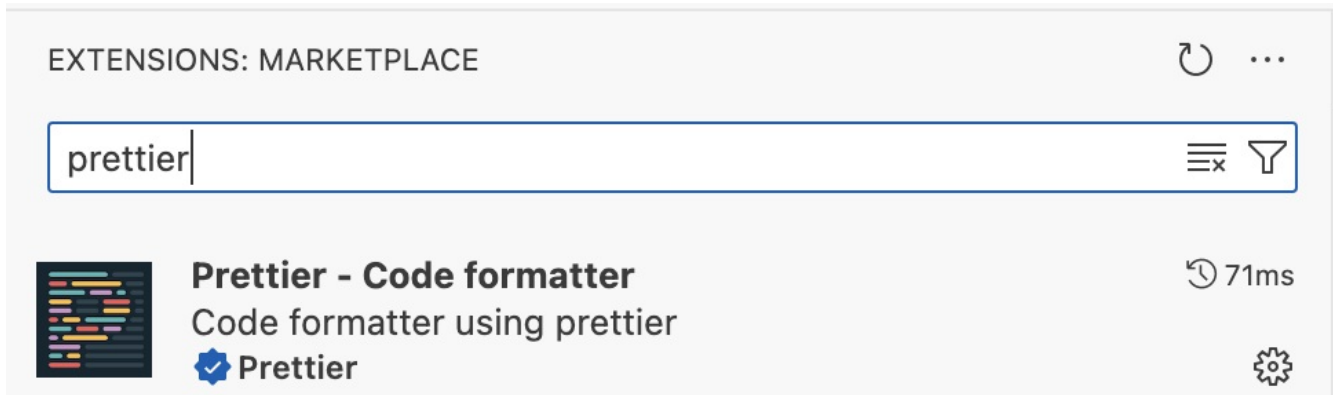 EXTENSIONS: MARKETPLACE
prettier
Prettier - Code formatter
71ms
Code formatter using prettier
Prettier